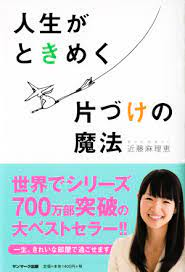 人生が
ときめく
片づけの
魔法
近藤麻理恵
世界でシリーズ
700万部突破の
大ベストセラー!!
一生、きれいな部屋で過ごせます
サンマーク出版